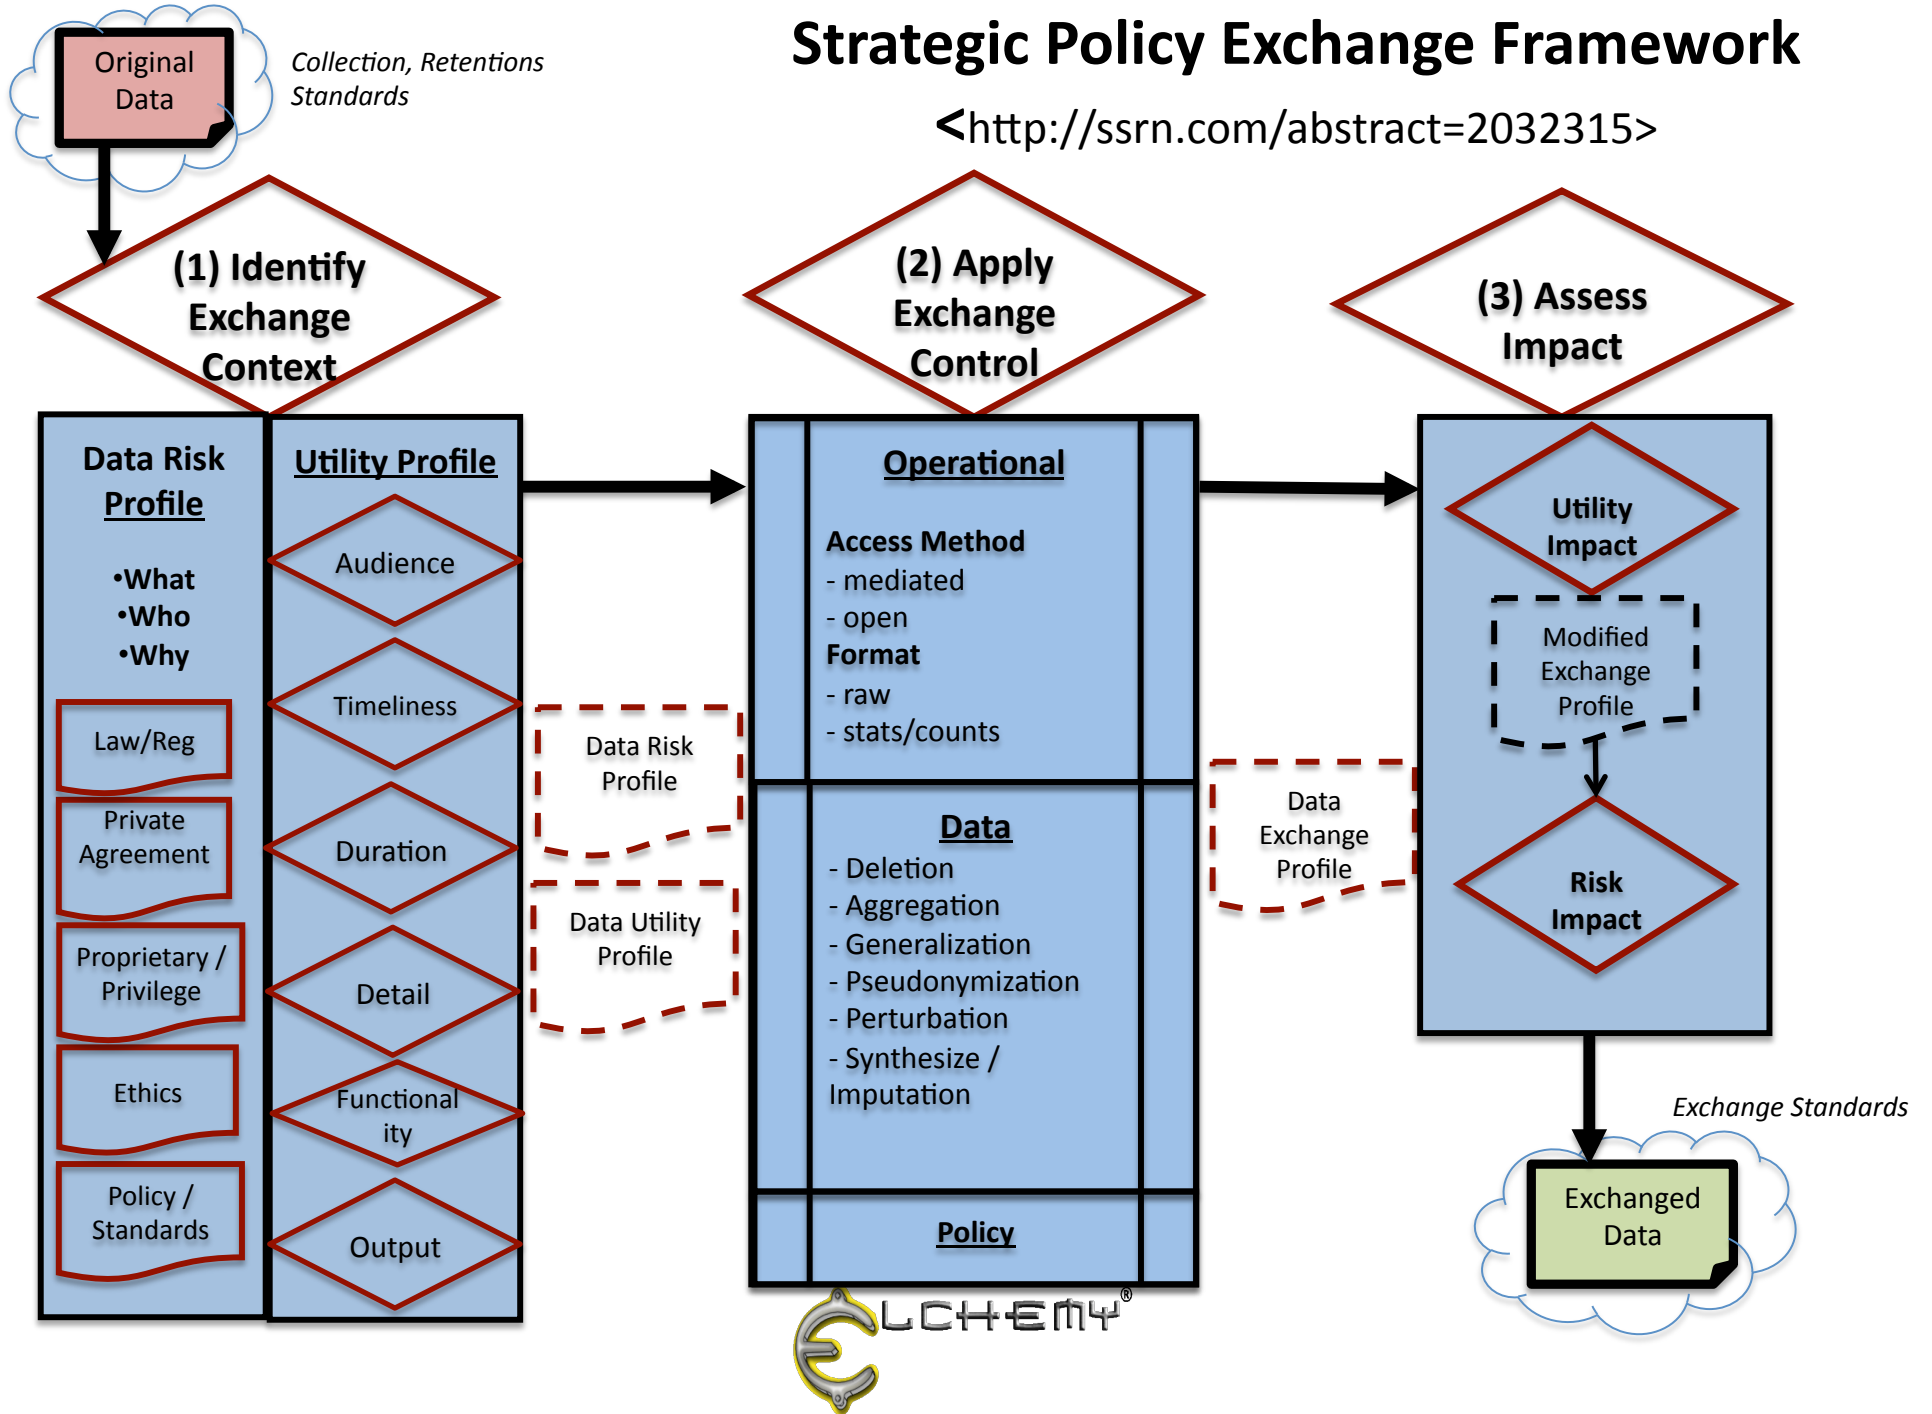 Strategic Policy Exchange Framework
<http://ssrn.com/abstract=2032315>
Original
Data
Collection, Retentions
Standards
(1) Identify
Exchange
Context
Data Risk
Profile
•What
•Who
•Why
Law/Reg
Private
Agreement
Proprietary /
Privilege
Ethics
Policy /
Standards
Utility Profile
Audience
Timeliness
Duration
Detail
Functional
ity
Output
Data Risk
Profile
Data Utility
Profile
(2) Apply
Exchange
Control
Operational
Access Method
- mediated
- open
Format
- raw
- stats/counts
Data
- Deletion
- Aggregation
- Generalization
- Pseudonymization
- Perturbation
- Synthesize /
Imputation
Policy
ELCHEMY®
Data
Exchange
Profile
(3) Assess
Impact
Utility
Impact
Modified
Exchange
Profile
Risk
Impact
Exchange Standards
Exchanged
Data